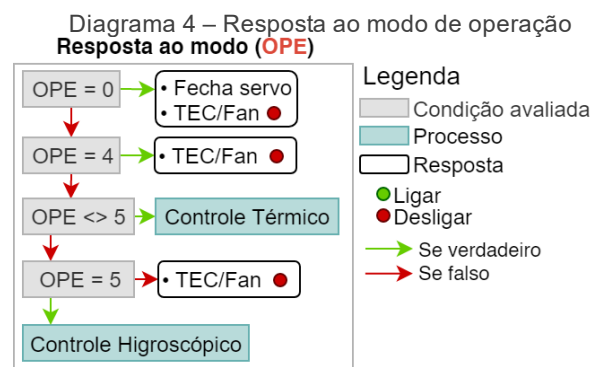 Diagrama 4 – Resposta ao modo de operação
Resposta ao modo (OPE)
OPE = 0
• Fecha servo
• TEC/Fan
OPE = 4
• TEC/Fan
OPE <> 5
Controle Térmico
OPE = 5
• TEC/Fan
Controle Higroscópico
Legenda
Condição avaliada
Processo
Resposta
Ligar
Desligar
Se verdadeiro
Se falso